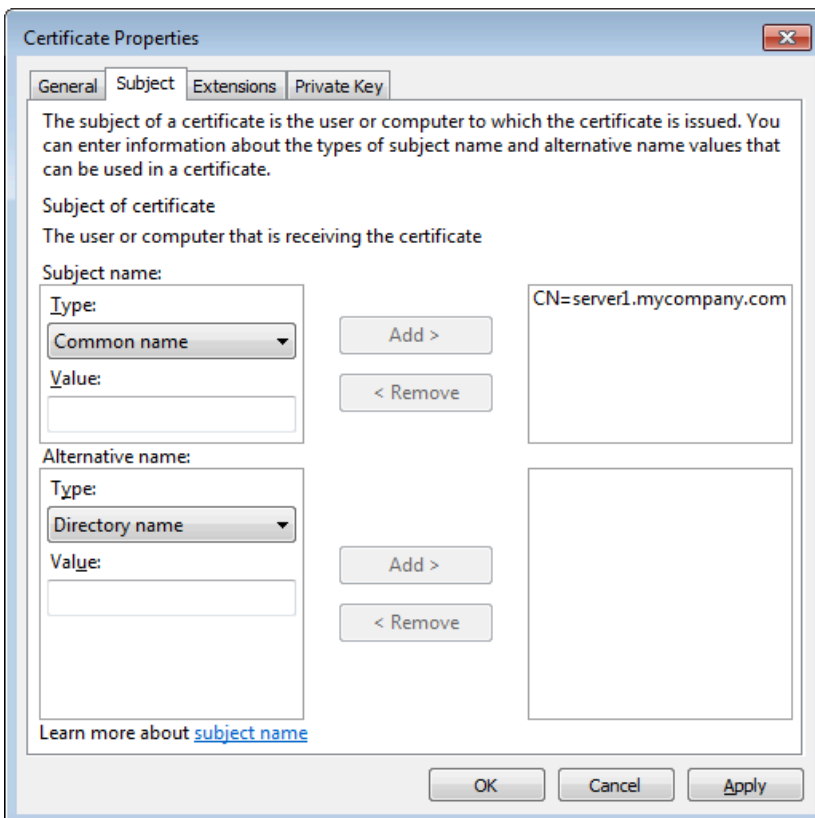 Certificate Properties
General Subject Extensions Private Key
The subject of a certificate is the user or computer to which the certificate is issued. You
can enter information about the types of subject name and alternative name values that
can be used in a certificate.
Subject of certificate
The user or computer that is receiving the certificate
Subject name:
Type:
Common name
Value:
Add >
< Remove
CN=server1.mycompany.com
Alternative name:
Type:
Directory name
Value:
Add >
< Remove
Learn more about subject name
OK Cancel Apply